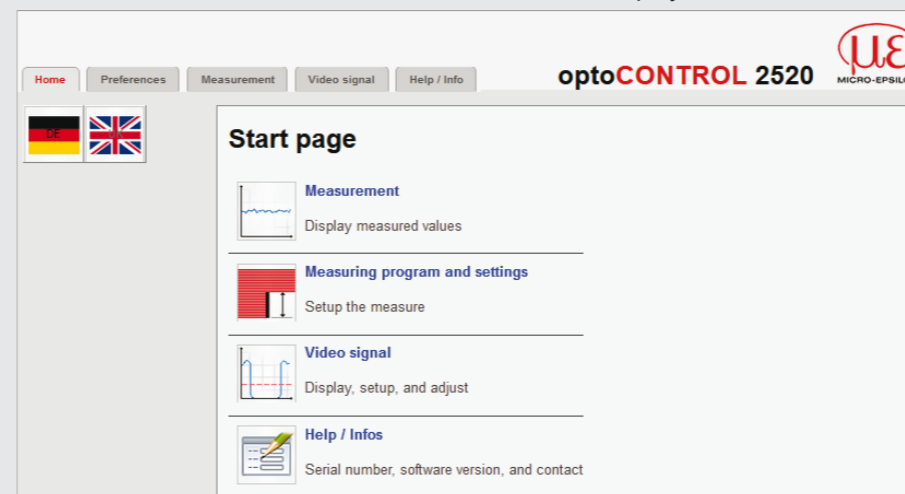 optoCONTROL 2520
με
MICRO-EPSILO
Home
Preferences
Measurement
Video signal
Help / Info
DE
Start page
Measurement
Display measured values
Measuring program and settings
Setup the measure
Video signal
Display, setup, and adjust
Help / Infos
Serial number, software version, and contact